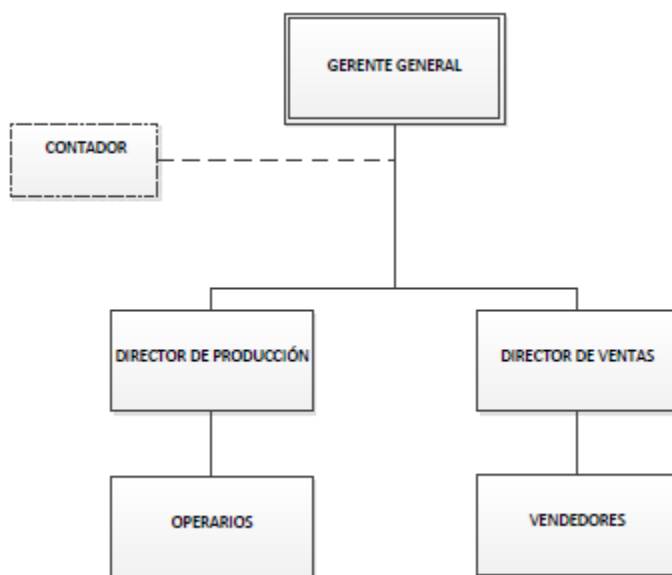 GERENTE GENERAL
CONTADOR
DIRECTOR DE PRODUCCIÓN
DIRECTOR DE VENTAS
OPERARIOS
VENDEDORES